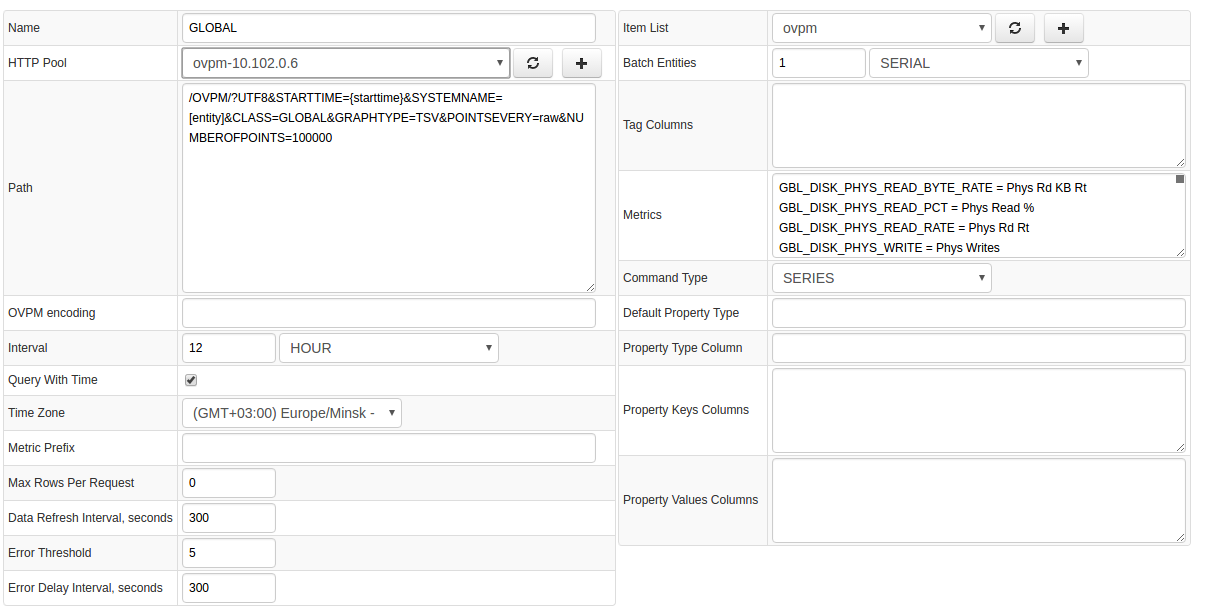 Name GLOBAL
HTTP Pool ovpm-10.102.0.6
Path
/OVPM/?UTF8&STARTTIME={starttime}&SYSTEMNAME=
[entity]&CLASS=GLOBAL&GRAPHTYPE=TSV&POINTSEVERY=raw&NU
MBEROFPOINTS=100000
OVPM encoding
Interval 12 HOUR
Query With Time
Time Zone (GMT+03:00) Europe/Minsk -
Metric Prefix
Max Rows Per Request 0
Data Refresh Interval, seconds 300
Error Threshold 5
Error Delay Interval, seconds 300
Item List ovpm
Batch Entities 1 SERIAL
Tag Columns
Metrics
GBL_DISK_PHYS_READ_BYTE_RATE = Phys Rd KB Rt
GBL_DISK_PHYS_READ_PCT = Phys Read %
GBL_DISK_PHYS_READ_RATE = Phys Rd Rt
GBL_DISK_PHYS_WRITE = Phys Writes
Command Type SERIES
Default Property Type
Property Type Column
Property Keys Columns
Property Values Columns